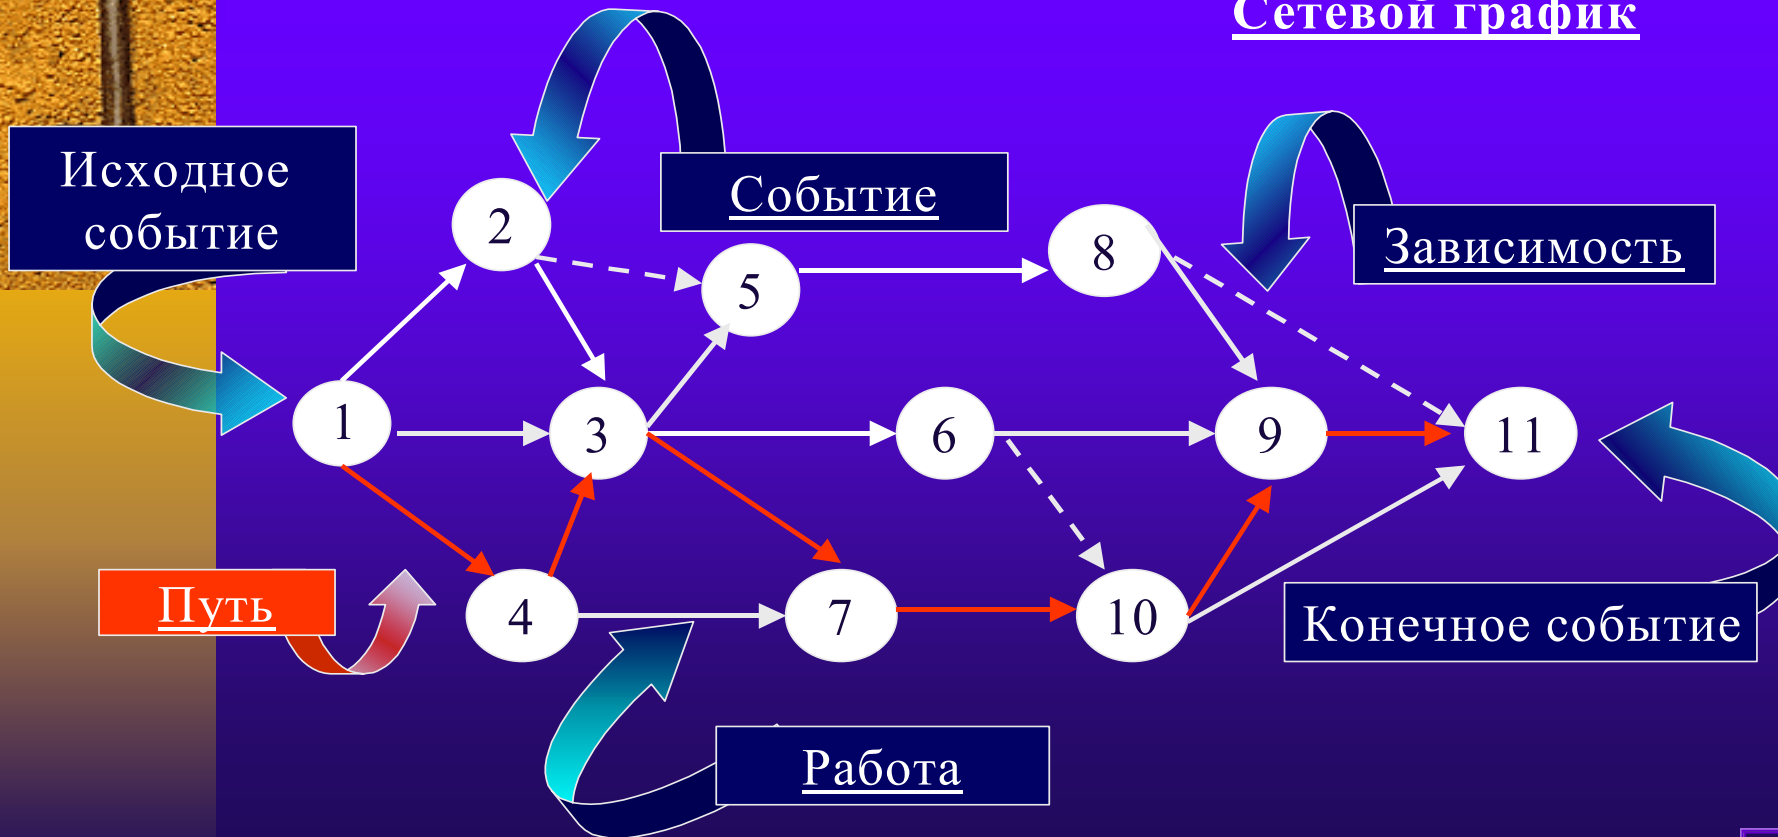 Сетевой график
Исходное
событие
Событие
Зависимость
2
8
5
1
3
6
9
11
4
7
10
Путь
Конечное событие
Работа